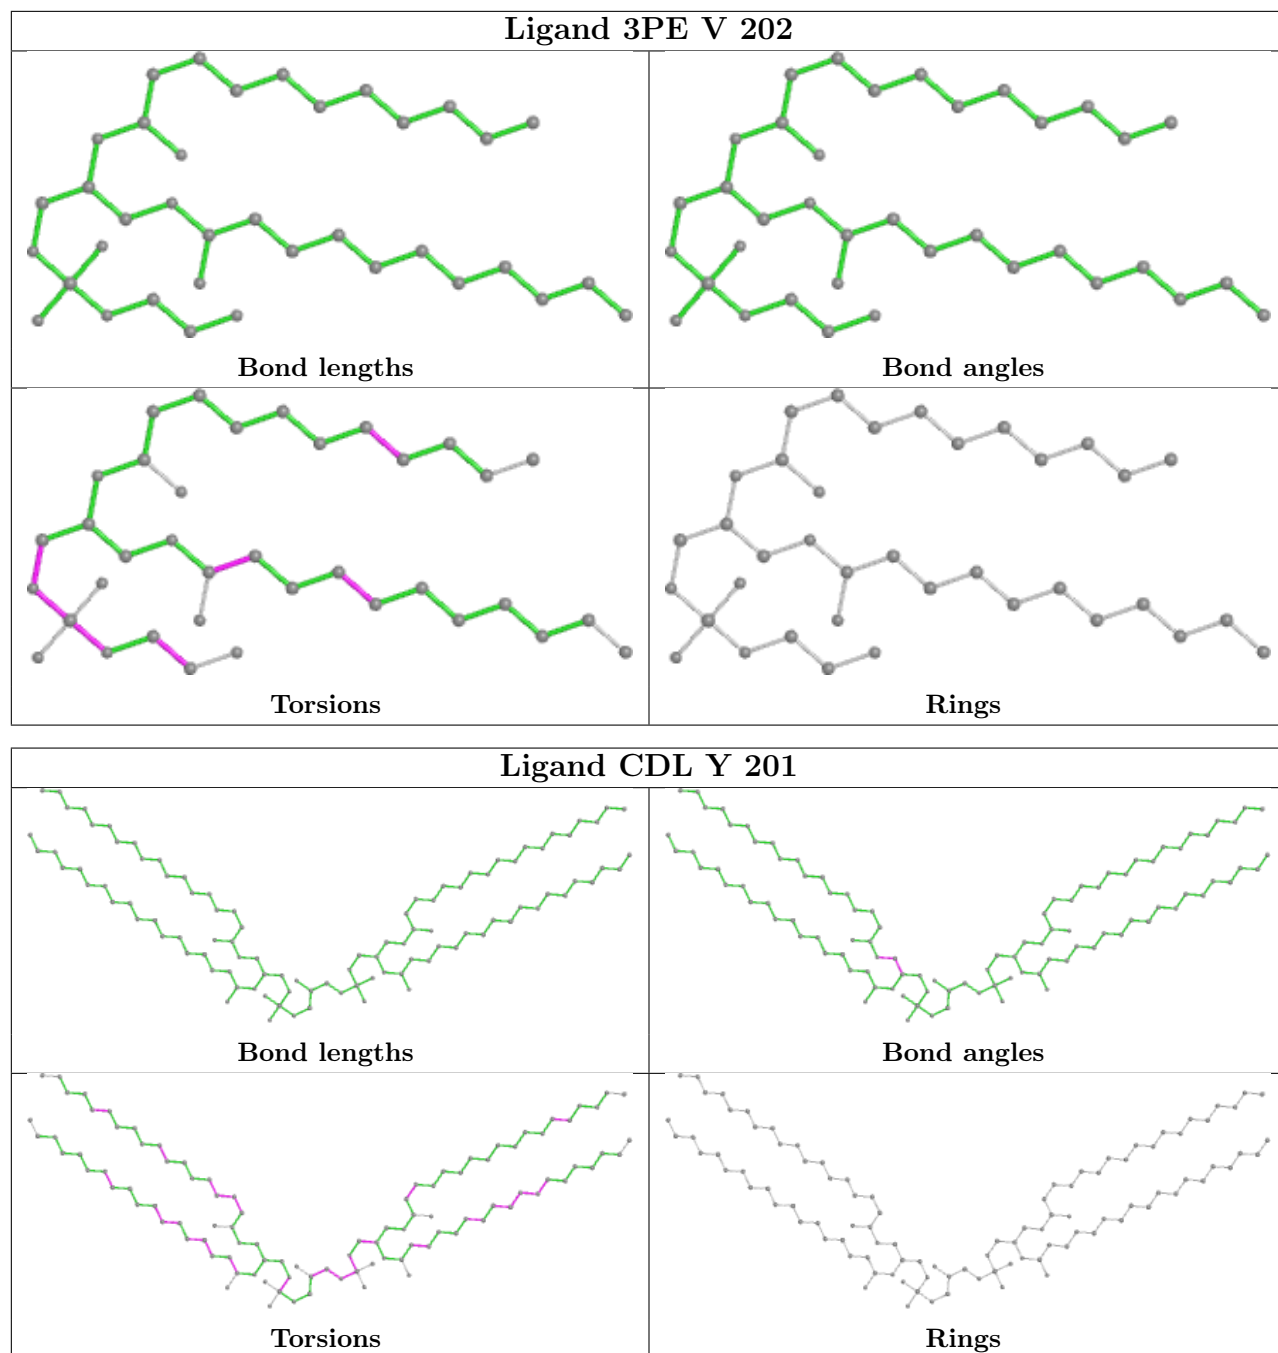 Ligand 3PE V 202
Bond lengths
Bond angles
Torsions
Rings
Ligand CDL Y 201
Bond lengths
Bond angles
Torsions
Rings